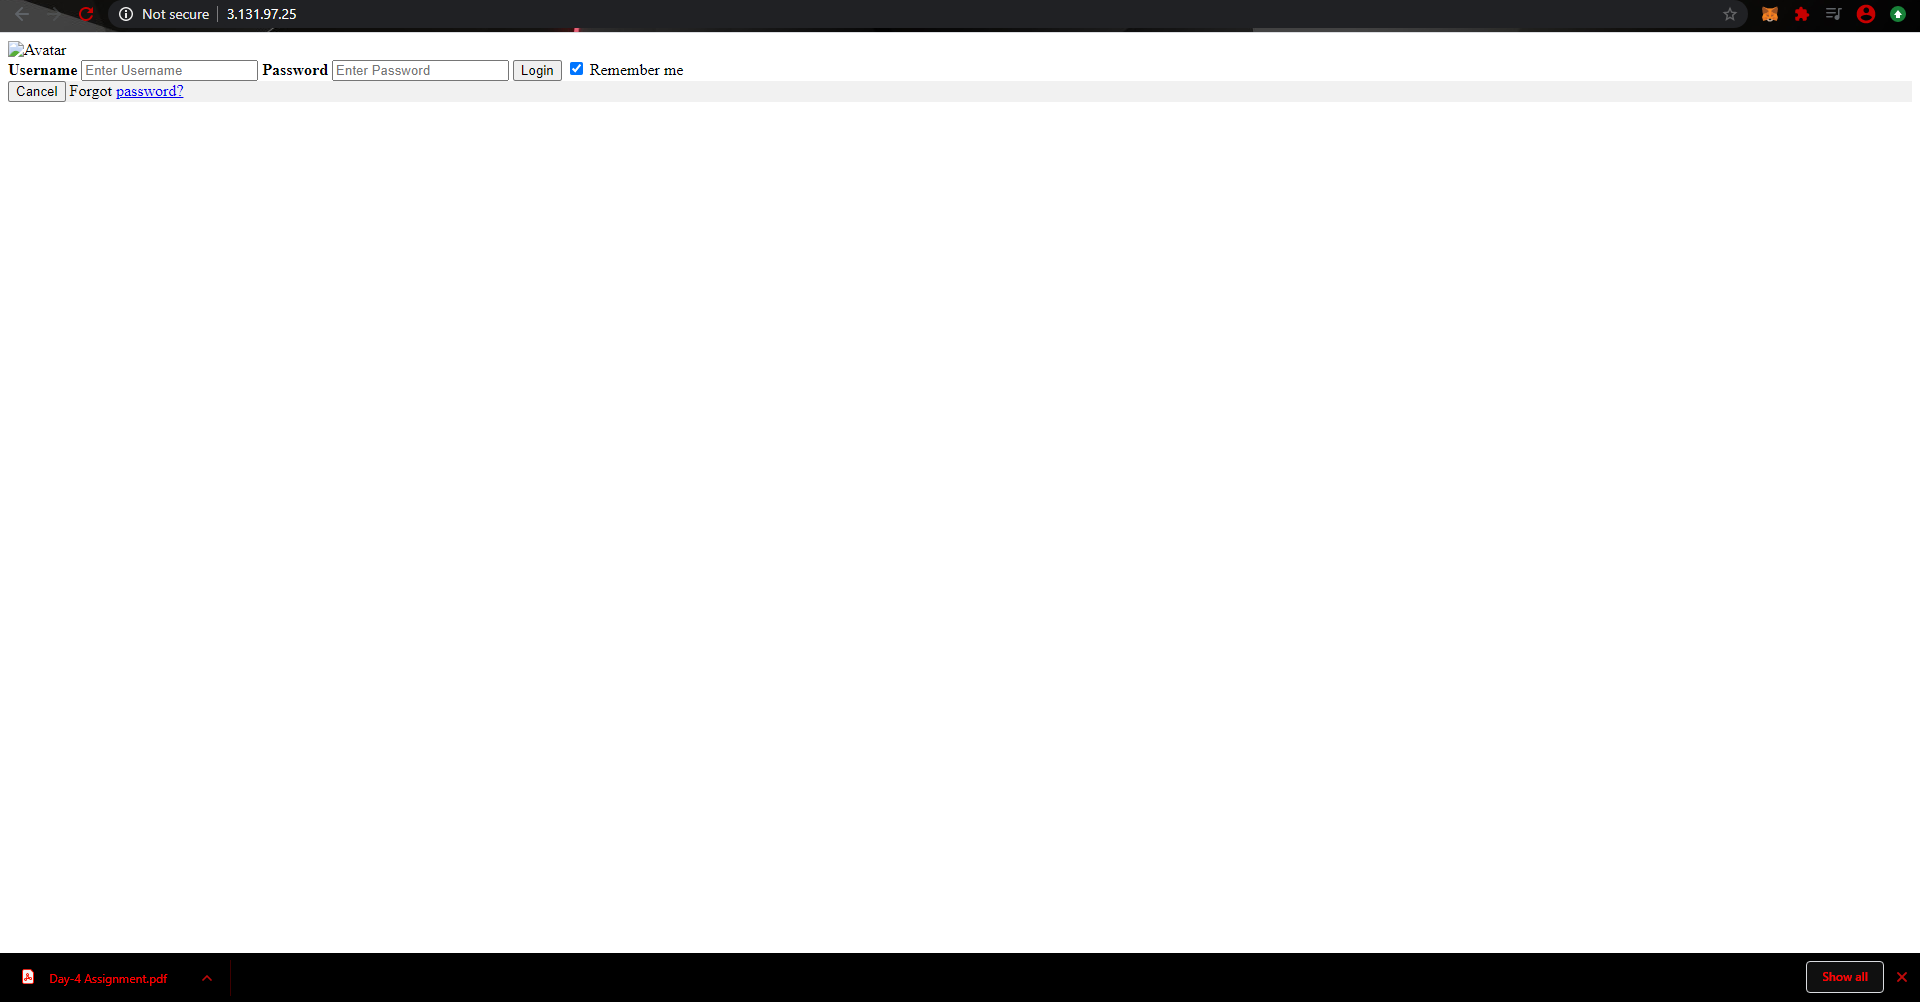 Not secure 3.131.97.25
Avatar
Username Enter Username Password Enter Password Login Remember me
Cancel Forgot password?
Day-4 Assignment.pdf Show all